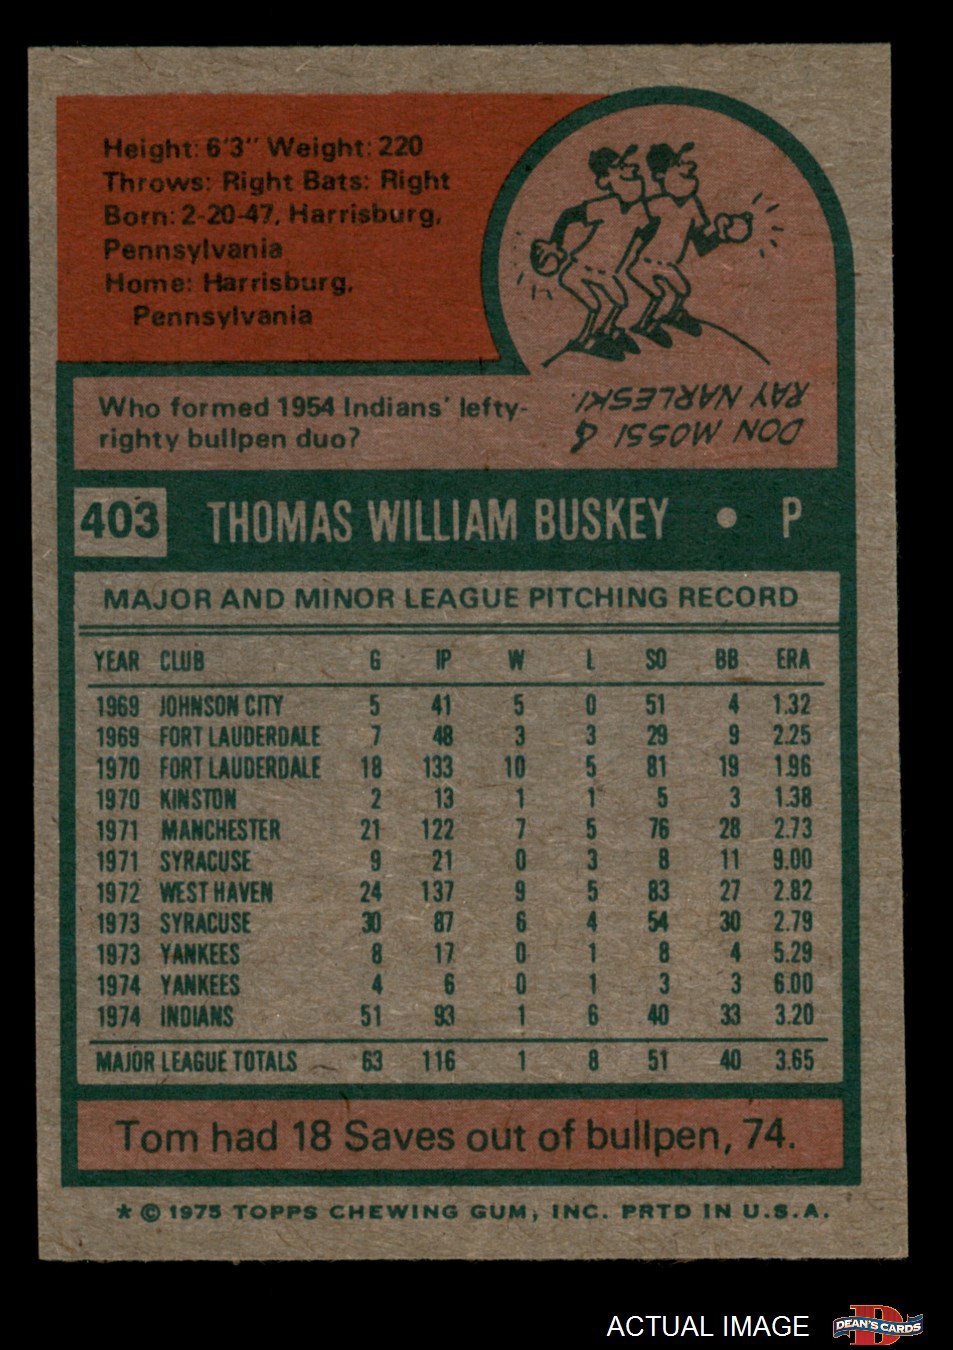 Height: 6'3" Weight: 220
Throws: Right Bats: Right
Born: 2-20-47, Harrisburg,
Pennsylvania
Home: Harrisburg,
Pennsylvania
Who formed 1954 Indians' lefty-
righty bullpen duo?
DON MOSSI &
RAY NARLESKI.
403 THOMAS WILLIAM BUSKEY • P
MAJOR AND MINOR LEAGUE PITCHING RECORD
YEAR CLUB G IP W L SO BB ERA
1969 JOHNSON CITY 5 41 5 0 51 4 1.32
1969 FORT LAUDERDALE 7 48 3 3 29 9 2.25
1970 FORT LAUDERDALE 18 133 10 5 81 19 1.96
1970 KINSTON 2 13 1 1 5 3 1.38
1971 MANCHESTER 21 122 7 5 76 28 2.73
1971 SYRACUSE 9 21 0 3 8 11 9.00
1972 WEST HAVEN 24 137 9 5 83 27 2.82
1973 SYRACUSE 30 87 6 4 54 30 2.79
1973 YANKEES 8 17 0 1 8 4 5.29
1974 YANKEES 4 6 0 1 3 3 6.00
1974 INDIANS 51 93 1 6 40 33 3.20
MAJOR LEAGUE TOTALS 63 116 1 8 51 40 3.65
Tom had 18 Saves out of bullpen, 74.
* © 1975 TOPPS CHEWING GUM, INC. PRTD IN U.S.A.
ACTUAL IMAGE
D
DEAN'S CARDS